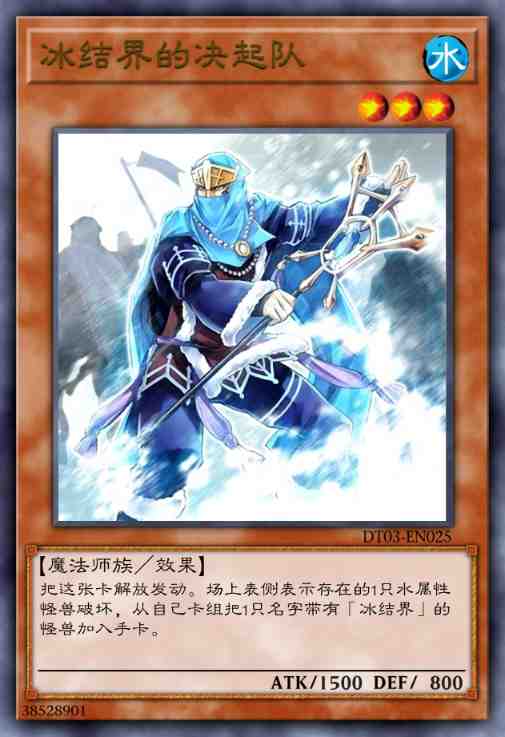 冰结界的决起队
水
DT03-EN025
【魔法师族／效果】
把这张卡解放发动。场上表侧表示存在的1只水属性
怪兽破坏，从自己卡组把1只名字带有「冰结界」的
怪兽加入手卡。
ATK/1500 DEF/ 800
38528901